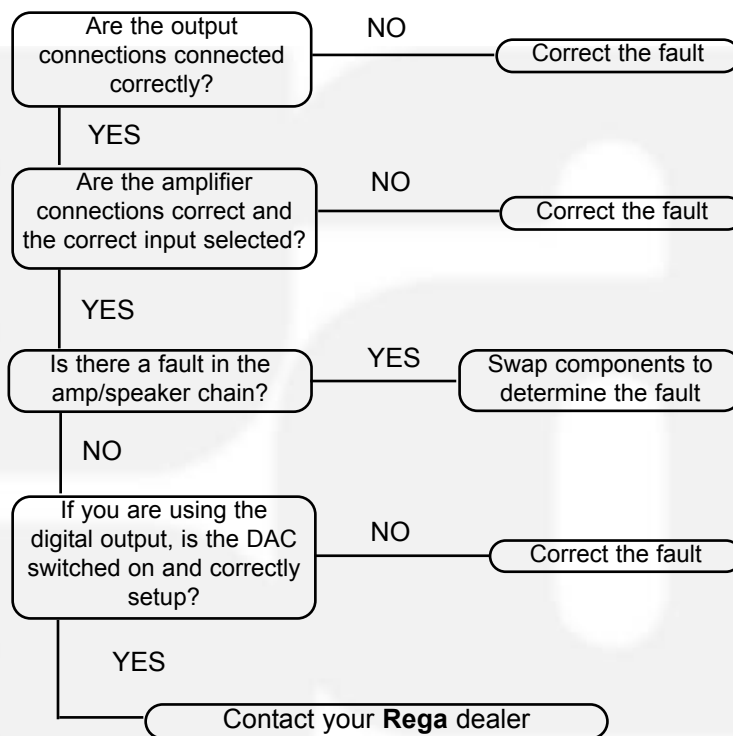 Are the output
connections connected
correctly?
NO
Correct the fault
YES
Are the amplifier
connections correct and
the correct input selected?
NO
Correct the fault
YES
Is there a fault in the
amp/speaker chain?
YES
Swap components to
determine the fault
NO
If you are using the
digital output, is the DAC
switched on and correctly
setup?
NO
Correct the fault
YES
Contact your Rega dealer